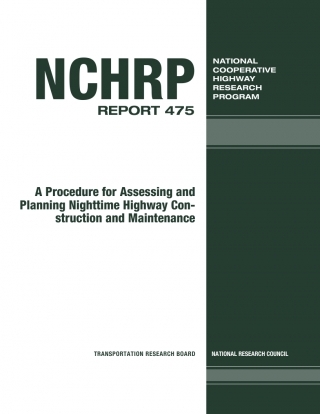 NCHRP
REPORT 475
NATIONAL
COOPERATIVE
HIGHWAY
RESEARCH
PROGRAM
A Procedure for Assessing and
Planning Nighttime Highway Con-
struction and Maintenance
TRANSPORTATION RESEARCH BOARD
NATIONAL RESEARCH COUNCIL